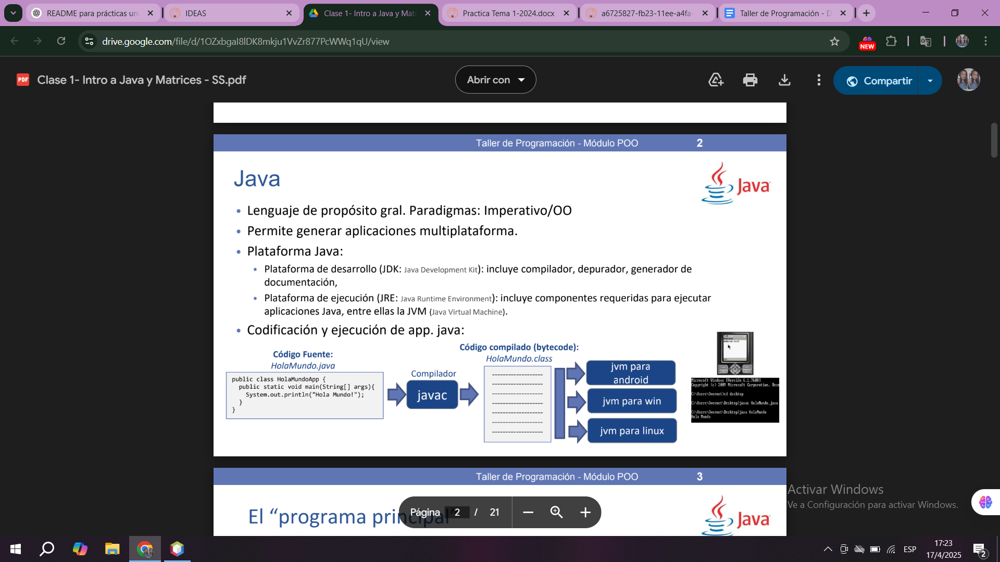 README para prácticas uni
IDEAS
Clase 1- Intro a Java y Mat
Practica Tema 1-2024.docx
a6725827-fb23-11ee-a4fa-
Taller de Programación - D
drive.google.com/file/d/1OZxbgaI8lDK8mkju1VvZr877PcWWq1qU/view
NEW
PDF
Clase 1- Intro a Java y Matrices - SS.pdf
Abrir con
Compartir
Taller de Programación - Módulo POO 2
Java
Java
• Lenguaje de propósito gral. Paradigmas: Imperativo/OO
• Permite generar aplicaciones multiplataforma.
• Plataforma Java:
• Plataforma de desarrollo (JDK: Java Development Kit): incluye compilador, depurador, generador de
documentación,
• Plataforma de ejecución (JRE: Java Runtime Environment): incluye componentes requeridas para ejecutar
aplicaciones Java, entre ellas la JVM (Java Virtual Machine).
• Codificación y ejecución de app. java:
Código Fuente:
HolaMundo.java
public class HolaMundoApp {
public static void main(String[] args){
System.out.println("Hola Mundo!");
}
}
Compilador
javac
Código compilado (bytecode):
HolaMundo.class
-------------------
-------------------
-------------------
-------------------
-------------------
-------------------
-------------------
jvm para
android
jvm para win
jvm para linux
Microsoft Windows [Versión 6.1.7600]
Copyright (c) 2009 Microsoft Corporation. Rese
C:\Users\Overnet>cd desktop
C:\Users\Overnet\Desktop>javac HolaMundo.java
C:\Users\Overnet\Desktop>java HolaMundo
Hola Mundo
Taller de Programación - Módulo POO 3
El “programa principal”
Java
Página 2 / 21
Activar Windows
Ve a Configuración para activar Windows.
ESP
17:23
17/4/2025
2